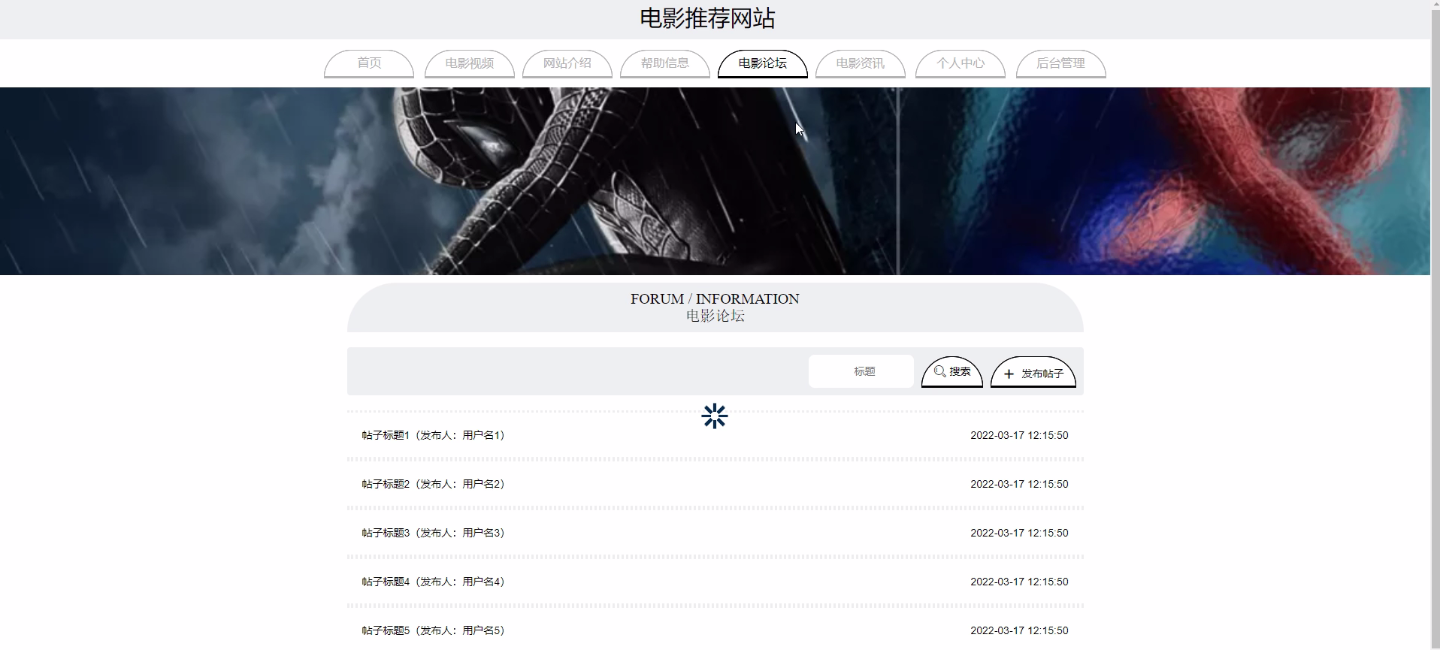 电影推荐网站
首页 电影视频 网站介绍 帮助信息 电影论坛 电影资讯 个人中心 后台管理
FORUM / INFORMATION
电影论坛
标题 搜索 + 发布帖子
帖子标题1（发布人：用户名1） 2022-03-17 12:15:50
帖子标题2（发布人：用户名2） 2022-03-17 12:15:50
帖子标题3（发布人：用户名3） 2022-03-17 12:15:50
帖子标题4（发布人：用户名4） 2022-03-17 12:15:50
帖子标题5（发布人：用户名5） 2022-03-17 12:15:50